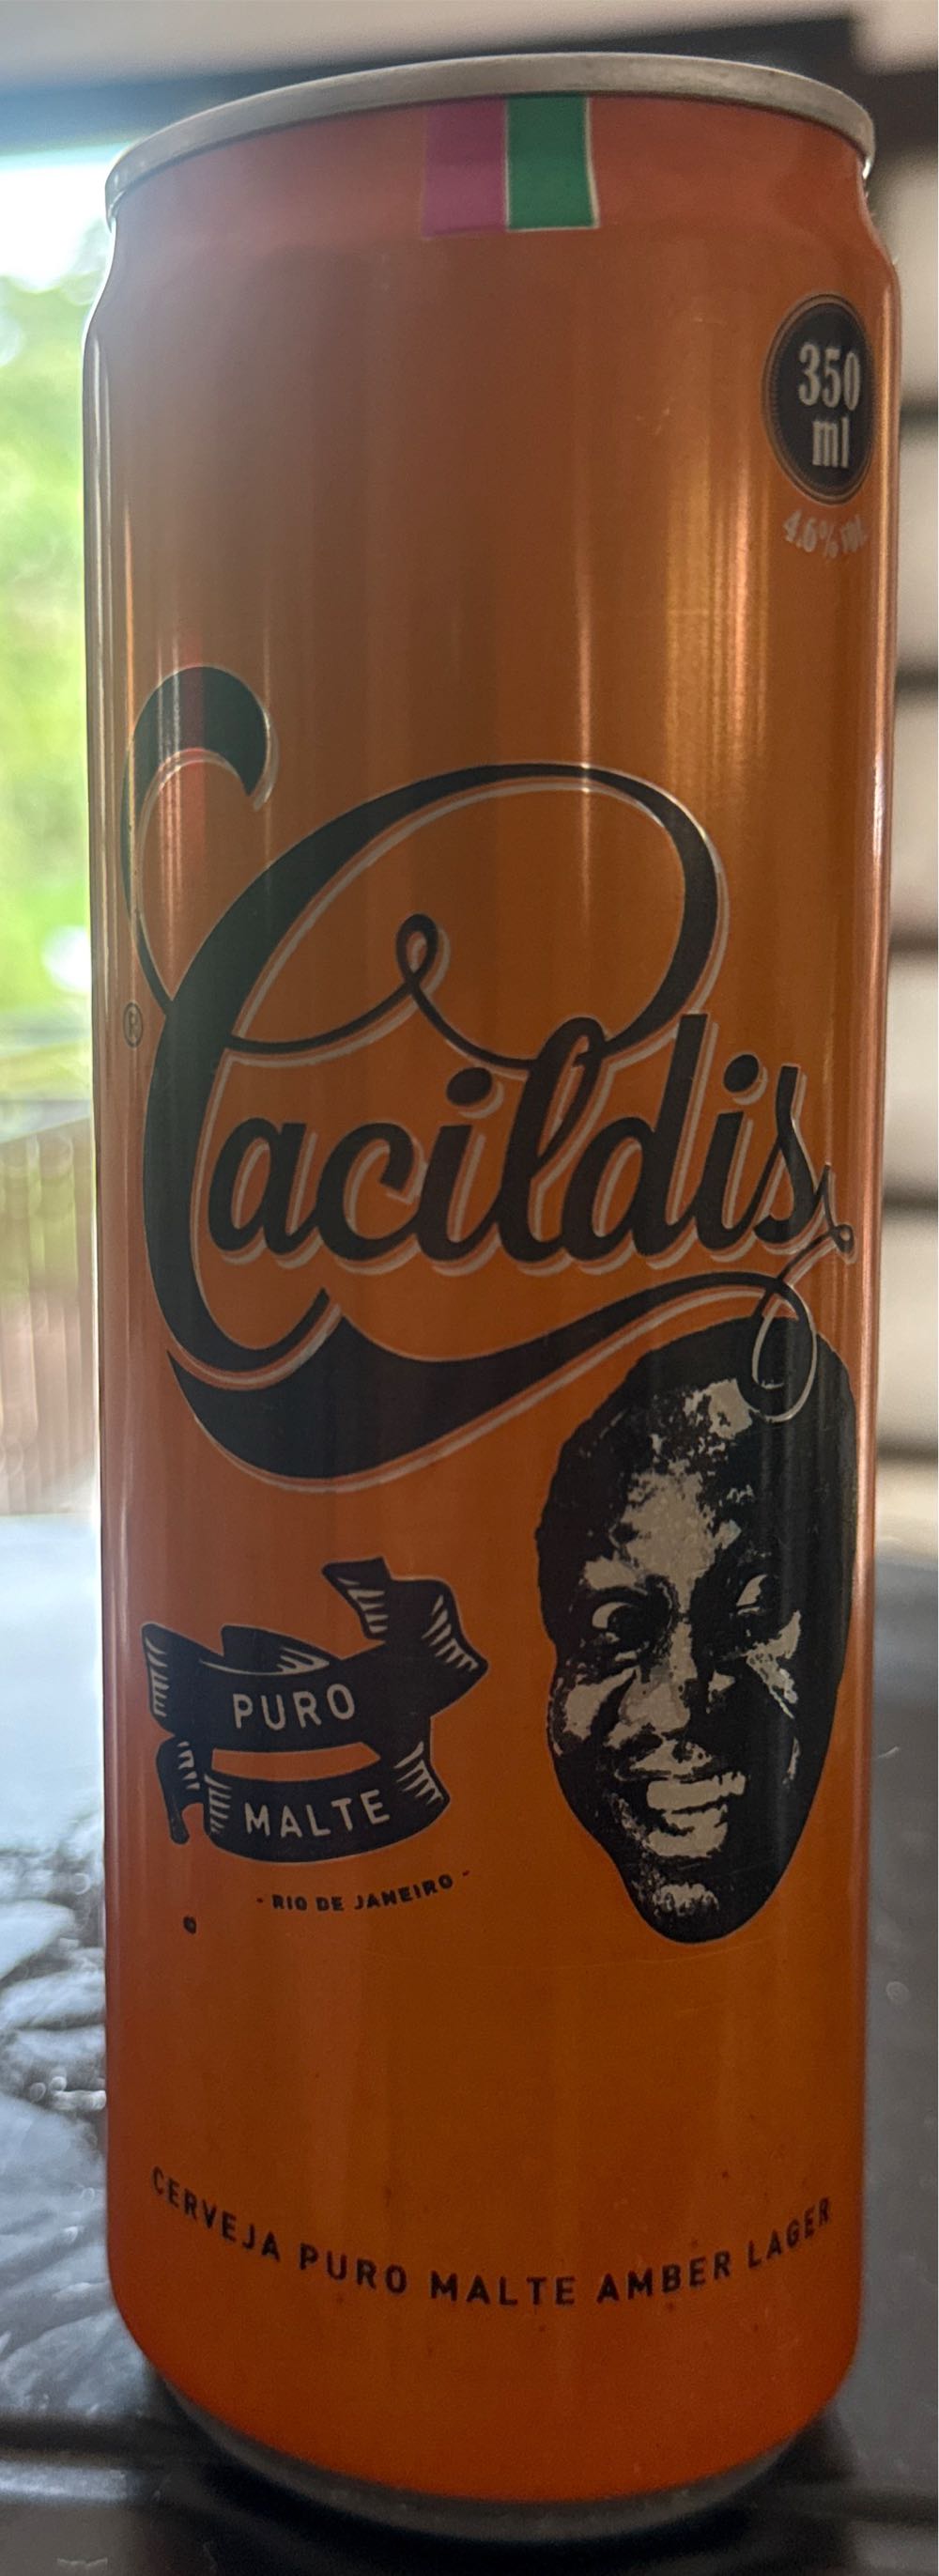 350
ml
4.6% vol.
®
Cacildis
PURO
MALTE
- RIO DE JANEIRO -
CERVEJA PURO MALTE AMBER LAGER